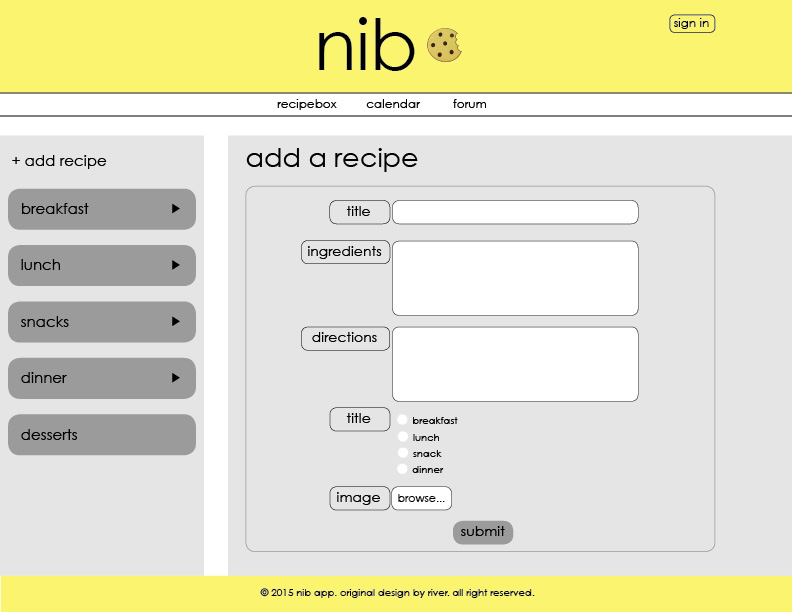 nib
sign in
recipebox calendar forum
+ add recipe
breakfast
lunch
snacks
dinner
desserts
add a recipe
title
ingredients
directions
title
breakfast
lunch
snack
dinner
image browse...
submit
© 2015 nib app. original design by river. all right reserved.